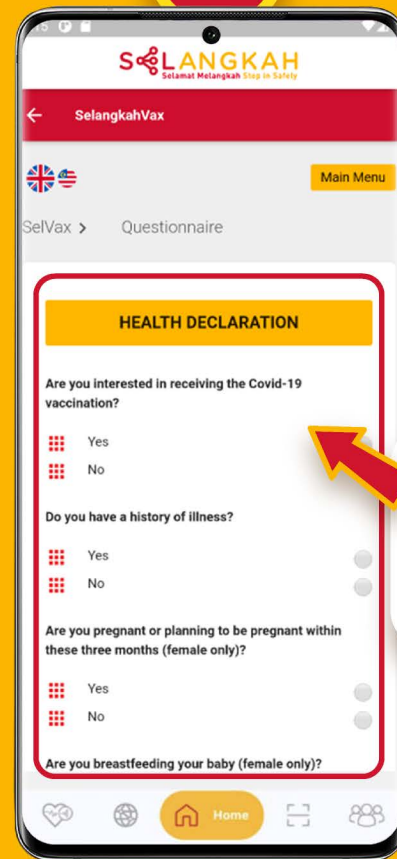 SELANGKAH
Selamat Melangkah Step in Safely
SelangkahVax
Main Menu
SelVax > Questionnaire
HEALTH DECLARATION
Are you interested in receiving the Covid-19
vaccination?
Yes
No
Do you have a history of illness?
Yes
No
Are you pregnant or planning to be pregnant within
these three months (female only)?
Yes
No
Are you breastfeeding your baby (female only)?
Home